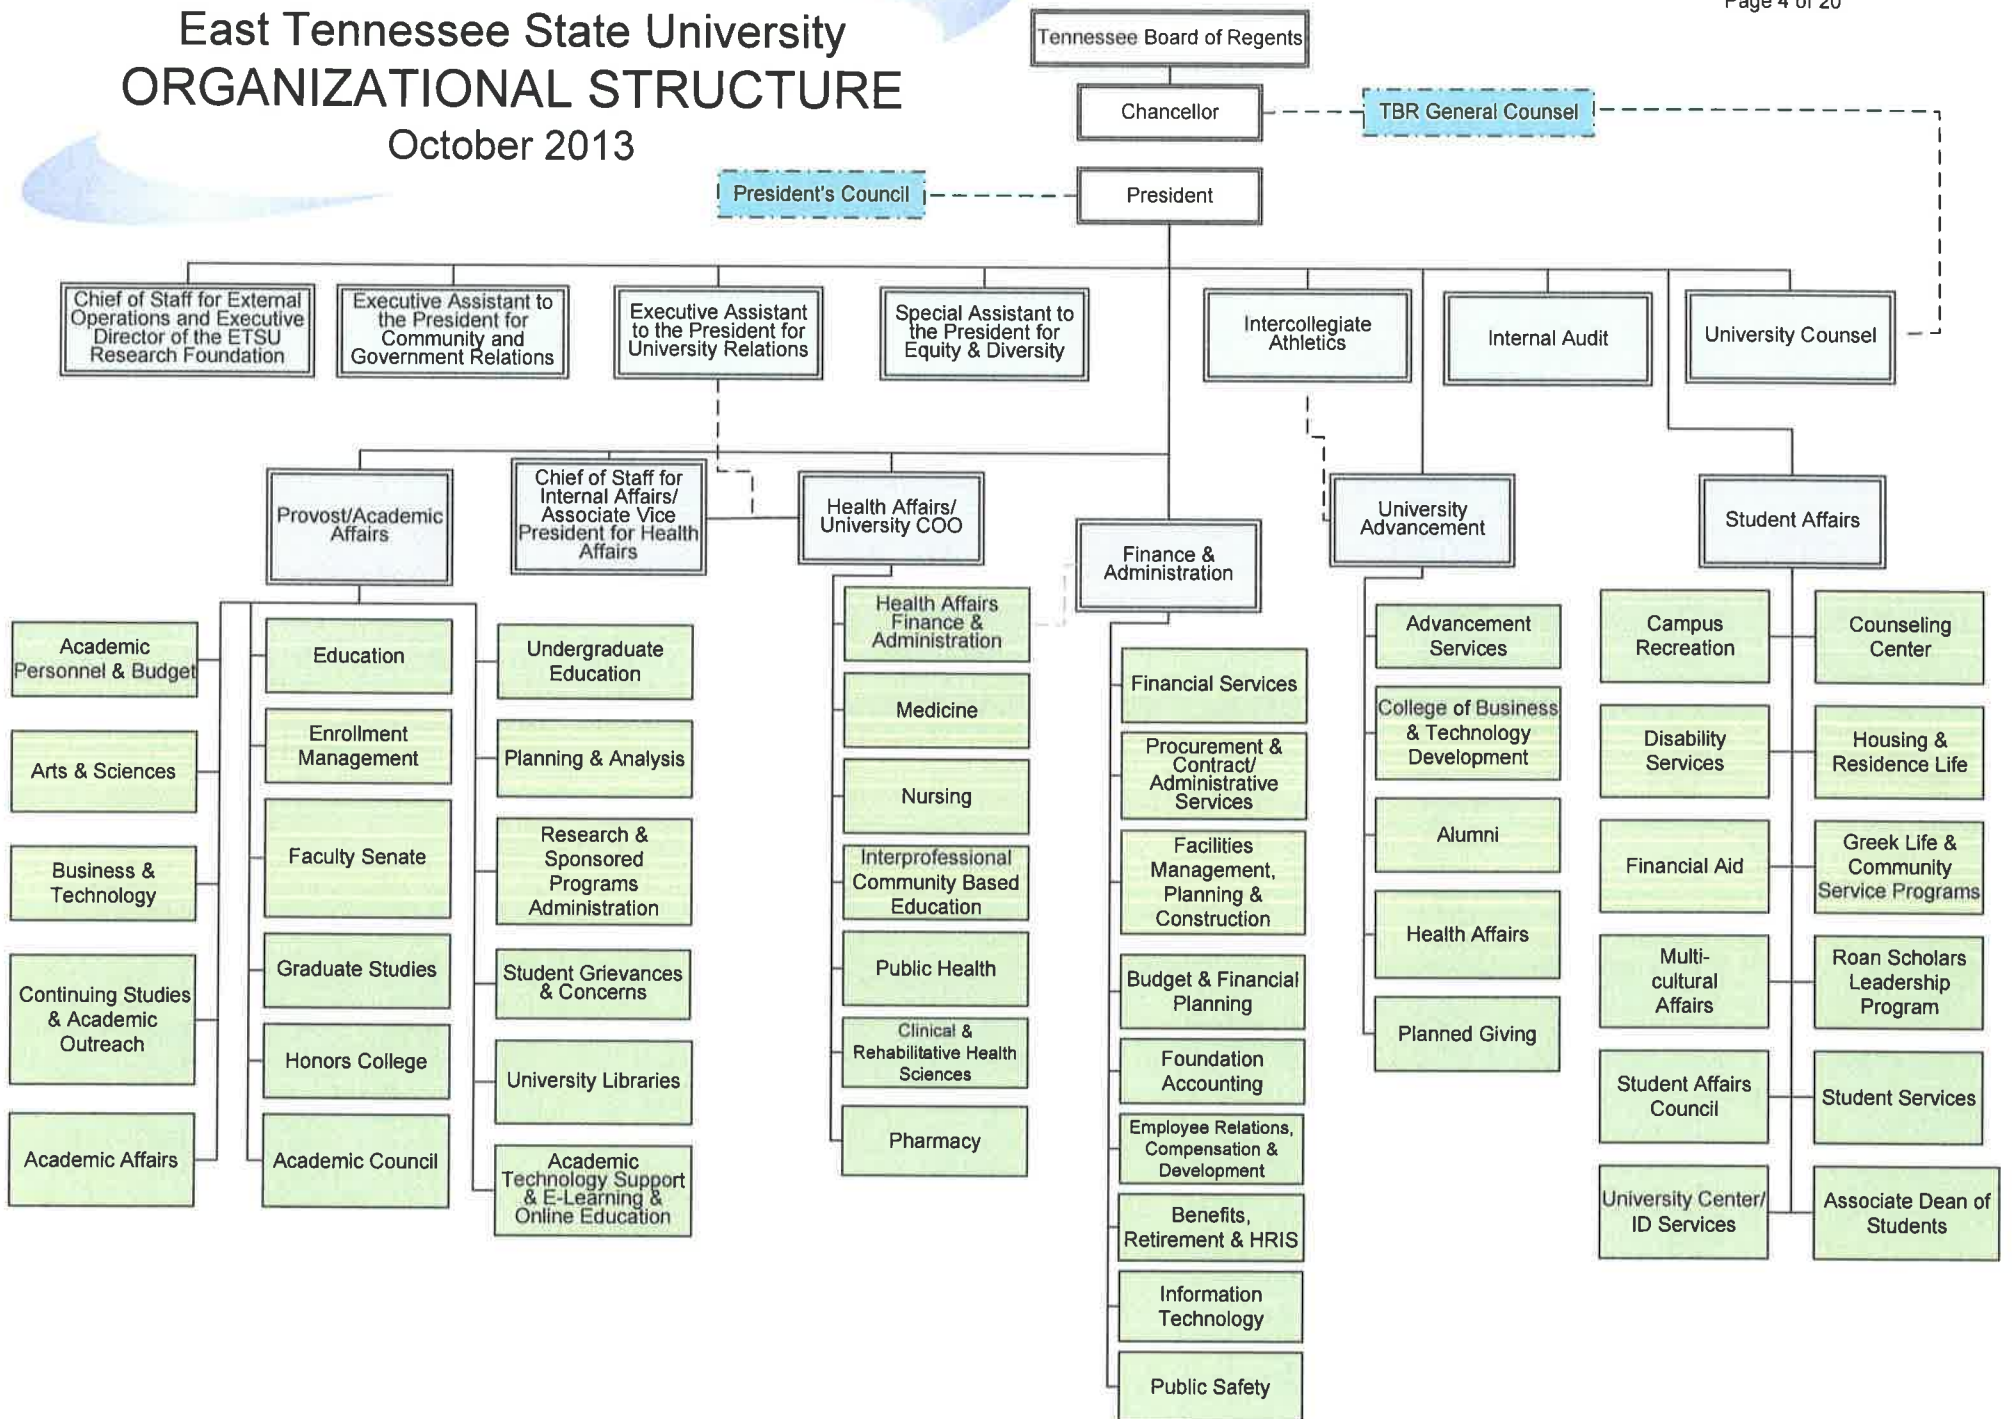 Page 4 of 20
East Tennessee State University
ORGANIZATIONAL STRUCTURE
October 2013
Tennessee Board of Regents
Chancellor
TBR General Counsel
President's Council
President
Chief of Staff for External
Operations and Executive
Director of the ETSU
Research Foundation
Executive Assistant to
the President for
Community and
Government Relations
Executive Assistant
to the President for
University Relations
Special Assistant to
the President for
Equity & Diversity
Intercollegiate
Athletics
Internal Audit
University Counsel
Provost/Academic
Affairs
Chief of Staff for
Internal Affairs/
Associate Vice
President for Health
Affairs
Health Affairs/
University COO
Finance &
Administration
University
Advancement
Student Affairs
Academic
Personnel & Budget
Arts & Sciences
Business &
Technology
Continuing Studies
& Academic
Outreach
Academic Affairs
Education
Enrollment
Management
Faculty Senate
Graduate Studies
Honors College
Academic Council
Undergraduate
Education
Planning & Analysis
Research &
Sponsored
Programs
Administration
Student Grievances
& Concerns
University Libraries
Academic
Technology Support
& E-Learning &
Online Education
Health Affairs
Finance &
Administration
Medicine
Nursing
Interprofessional
Community Based
Education
Public Health
Clinical &
Rehabilitative Health
Sciences
Pharmacy
Financial Services
Procurement &
Contract/
Administrative
Services
Facilities
Management,
Planning &
Construction
Budget & Financial
Planning
Foundation
Accounting
Employee Relations,
Compensation &
Development
Benefits,
Retirement & HRIS
Information
Technology
Public Safety
Advancement
Services
College of Business
& Technology
Development
Alumni
Health Affairs
Planned Giving
Campus
Recreation
Disability
Services
Financial Aid
Multi-
cultural
Affairs
Student Affairs
Council
University Center/
ID Services
Counseling
Center
Housing &
Residence Life
Greek Life &
Community
Service Programs
Roan Scholars
Leadership
Program
Student Services
Associate Dean of
Students